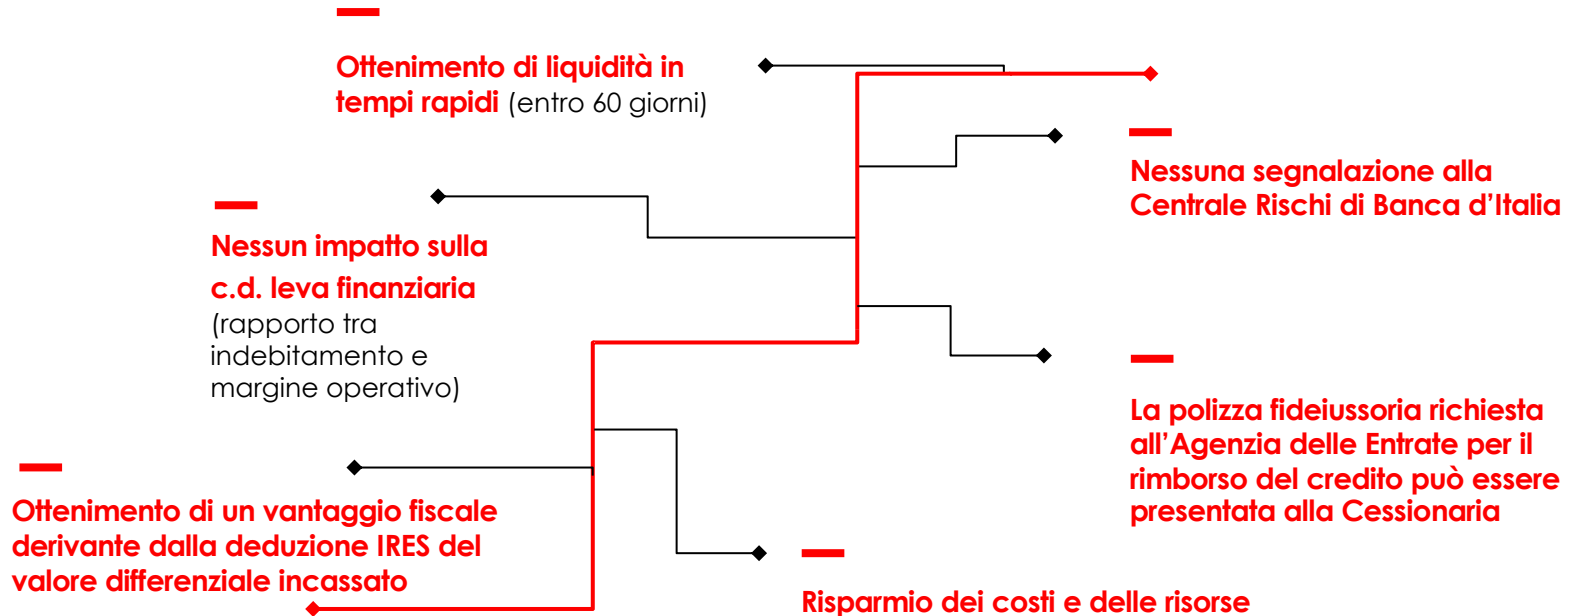 Ottenimento di liquidità in
tempi rapidi (entro 60 giorni)
Nessuna segnalazione alla
Centrale Rischi di Banca d’Italia
Nessun impatto sulla
c.d. leva finanziaria
(rapporto tra
indebitamento e
margine operativo)
La polizza fideiussoria richiesta
all’Agenzia delle Entrate per il
rimborso del credito può essere
presentata alla Cessionaria
Ottenimento di un vantaggio fiscale
derivante dalla deduzione IRES del
valore differenziale incassato
Risparmio dei costi e delle risorse